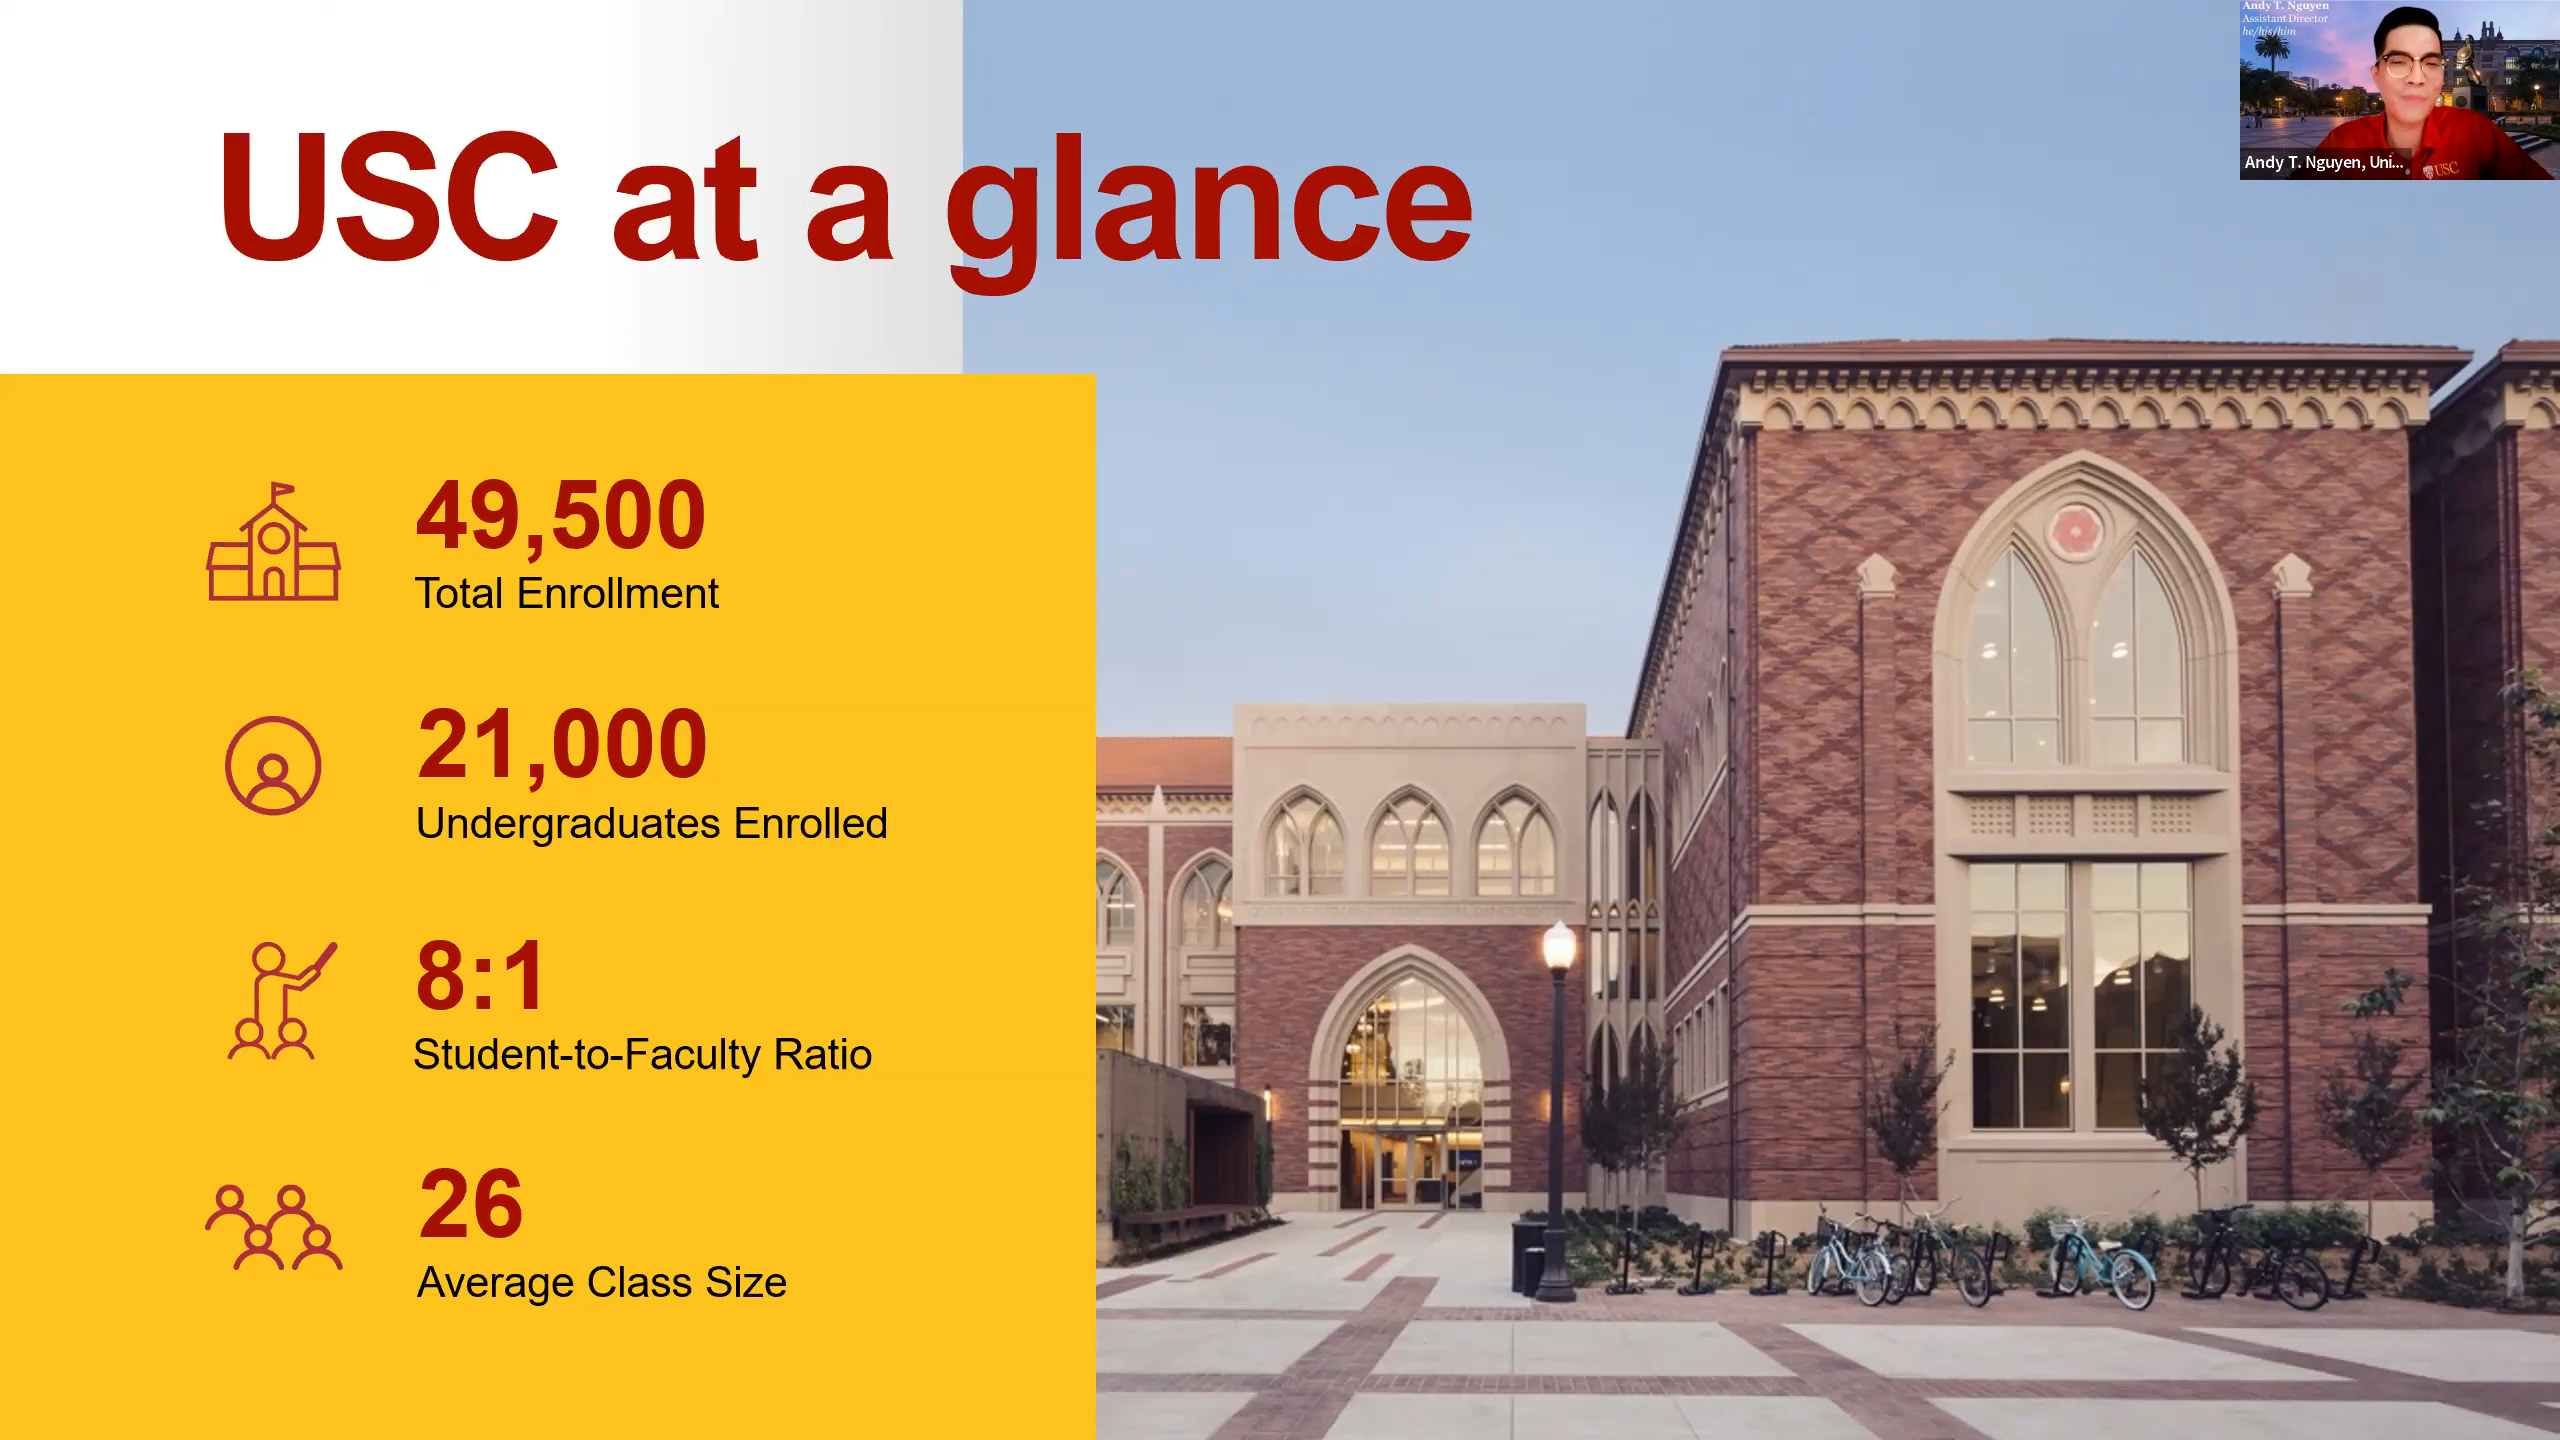 USC at a glance
49,500
Total Enrollment
21,000
Undergraduates Enrolled
8:1
Student-to-Faculty Ratio
26
Average Class Size
Andy T. Nguyen
Assistant Director
he/his/him
Andy T. Nguyen, Uni...
USC